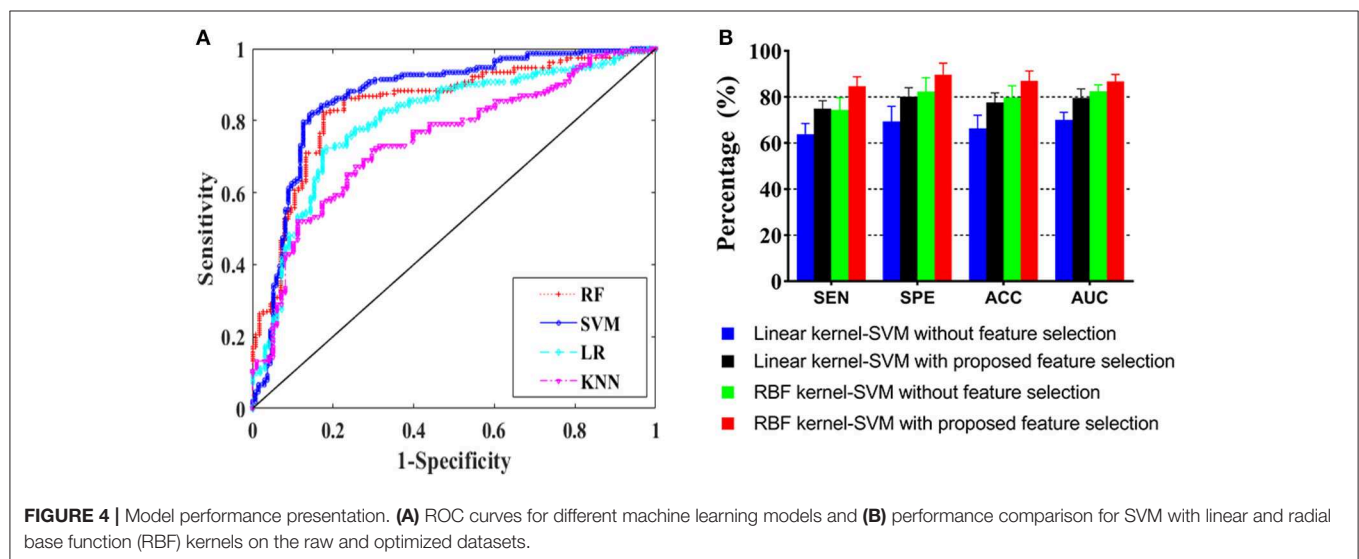 A
Sensitivity
1
0.8
0.6
0.4
0.2
0
0 0.2 0.4 0.6 0.8 1
1-Specificity
RF
SVM
LR
KNN
B
Percentage (%)
100
80
60
40
20
0
SEN SPE ACC AUC
Linear kernel-SVM without feature selection
Linear kernel-SVM with proposed feature selection
RBF kernel-SVM without feature selection
RBF kernel-SVM with proposed feature selection
FIGURE 4 | Model performance presentation. (A) ROC curves for different machine learning models and (B) performance comparison for SVM with linear and radial
base function (RBF) kernels on the raw and optimized datasets.